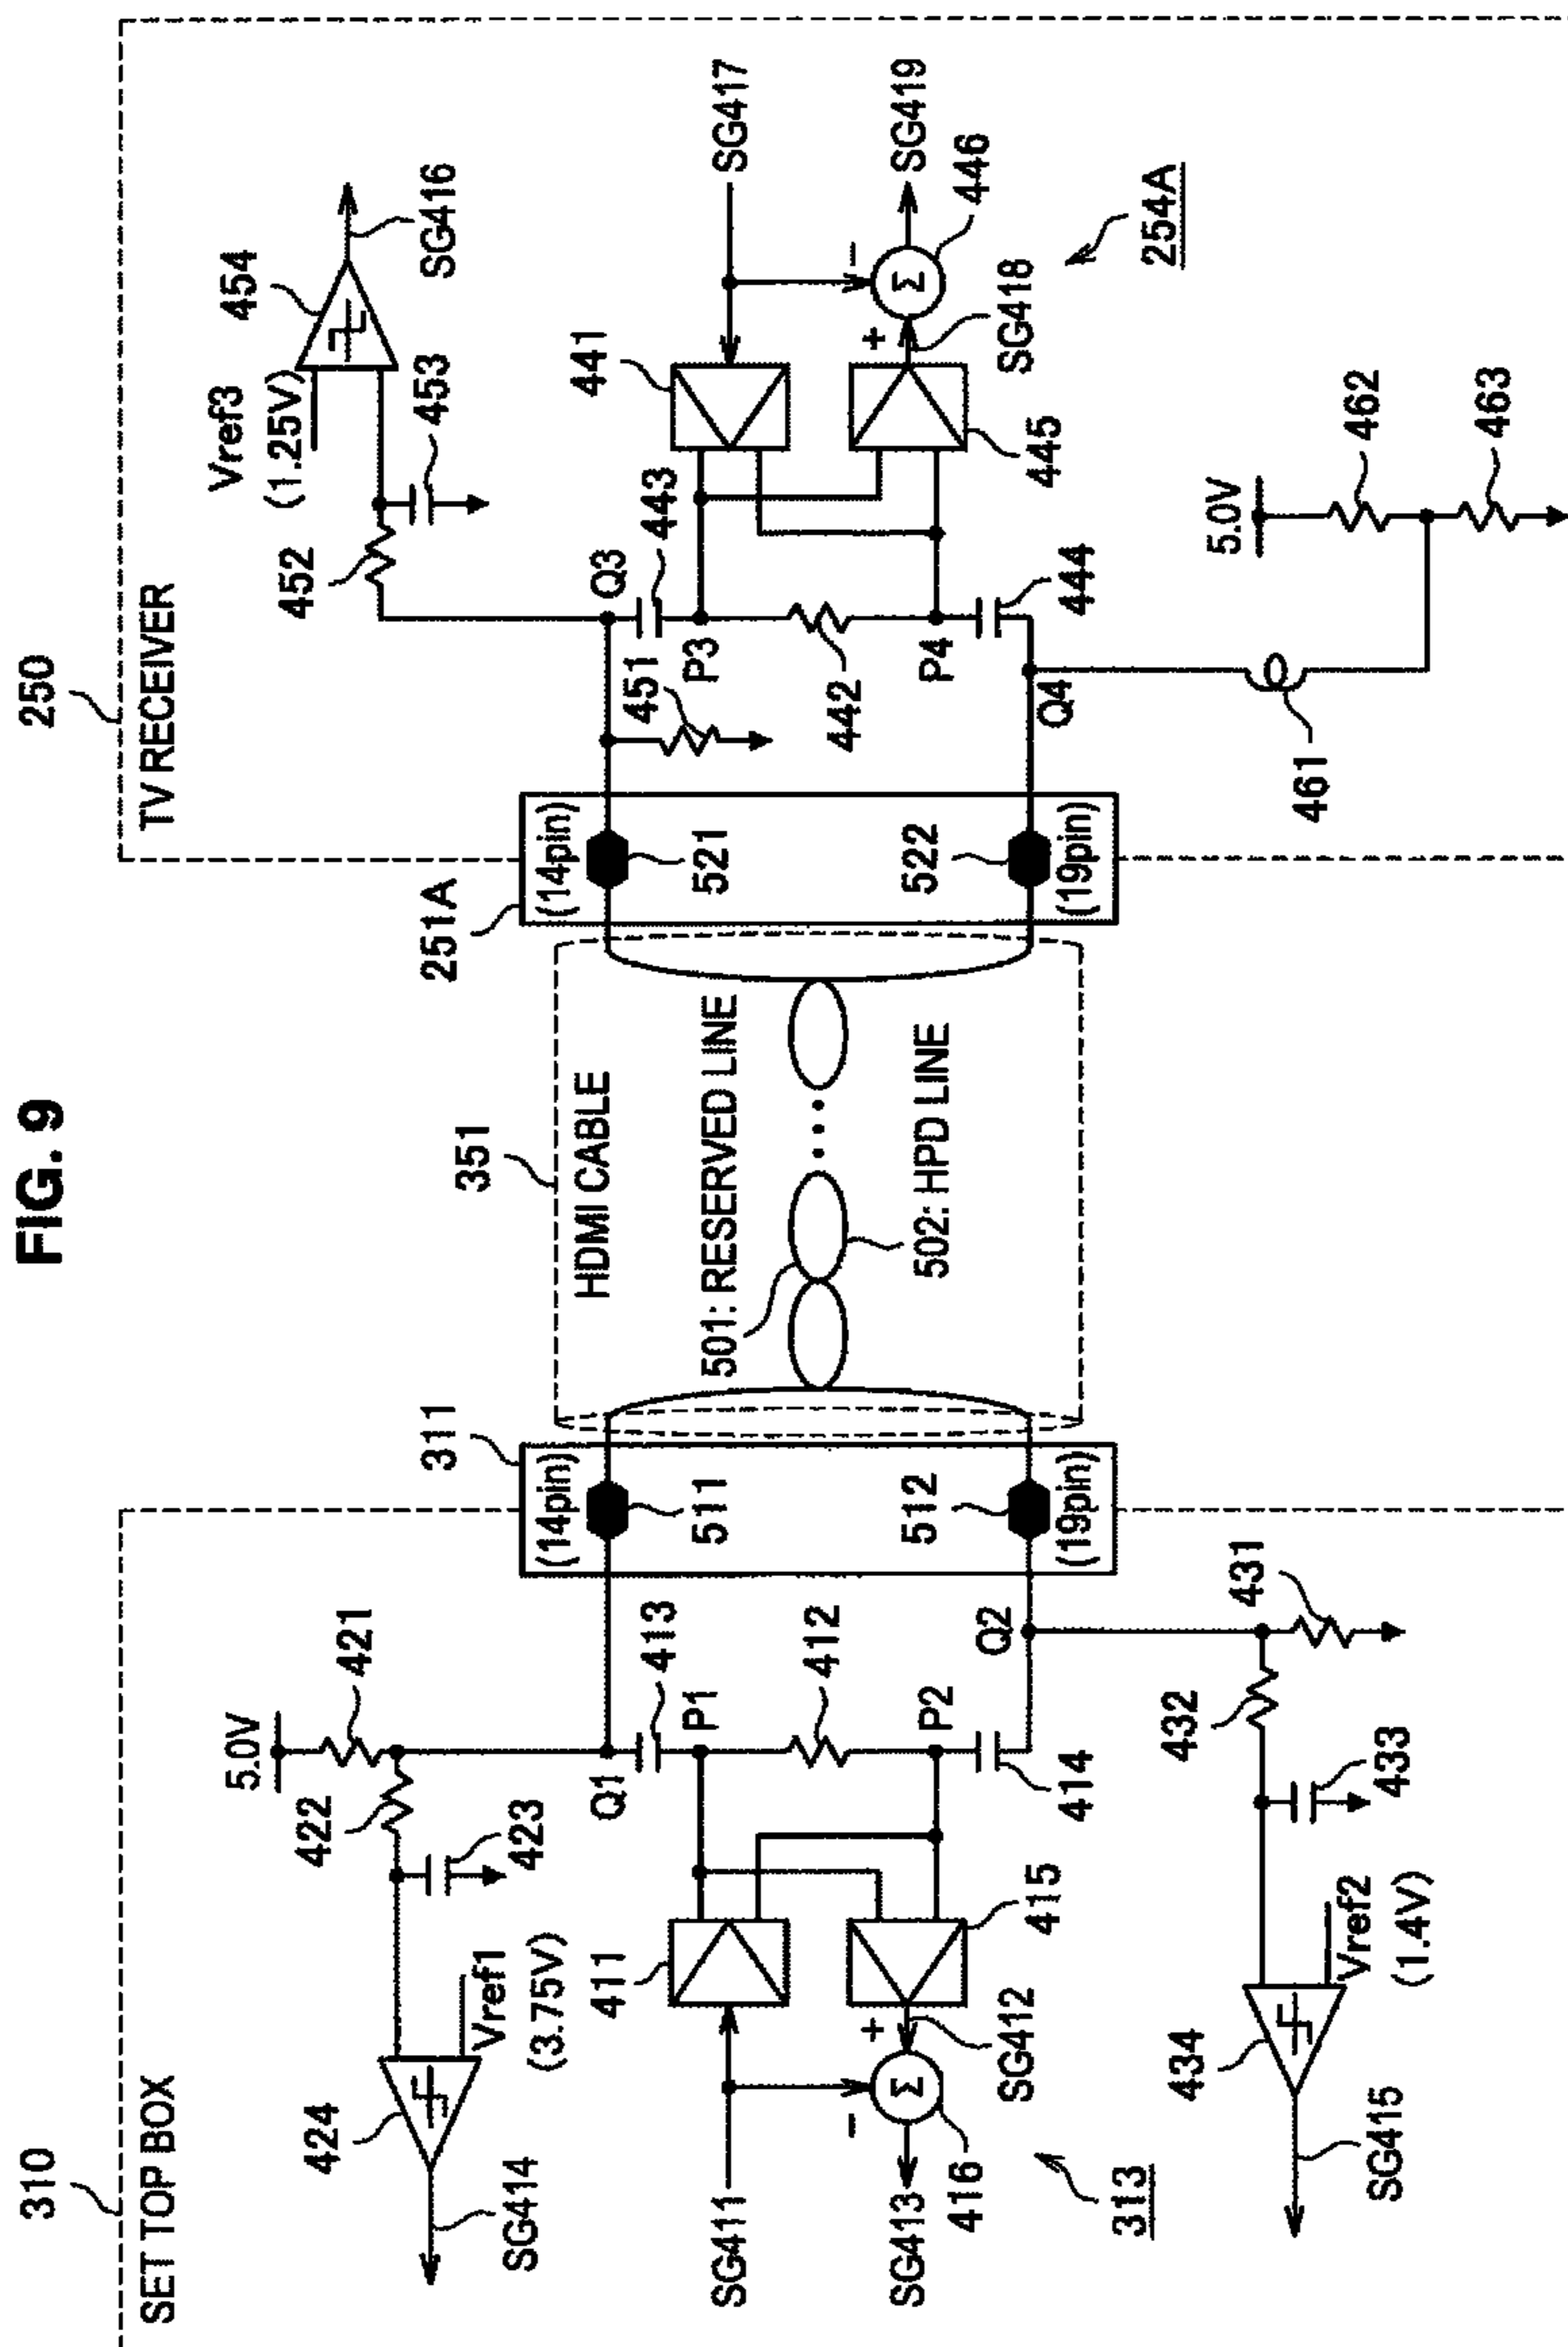 FIG. 9
310
SET TOP BOX
5.0V
421
422
423
424
Vref1
(3.75V)
SG414
Q1
413
P1
412
P2
414
Q2
411
415
SG411
SG412
SG413
416
+
−
Σ
313
431
432
433
434
Vref2
(1.4V)
SG415
311
(14pin)
511
512
(19pin)
351
HDMI CABLE
501: RESERVED LINE
502: HPD LINE
250
TV RECEIVER
251A
(14pin)
521
522
(19pin)
451
452
453
454
Vref3
(1.25V)
SG416
Q3
443
P3
442
P4
444
Q4
441
445
SG417
SG418
SG419
446
+
−
Σ
254A
461
5.0V
462
463